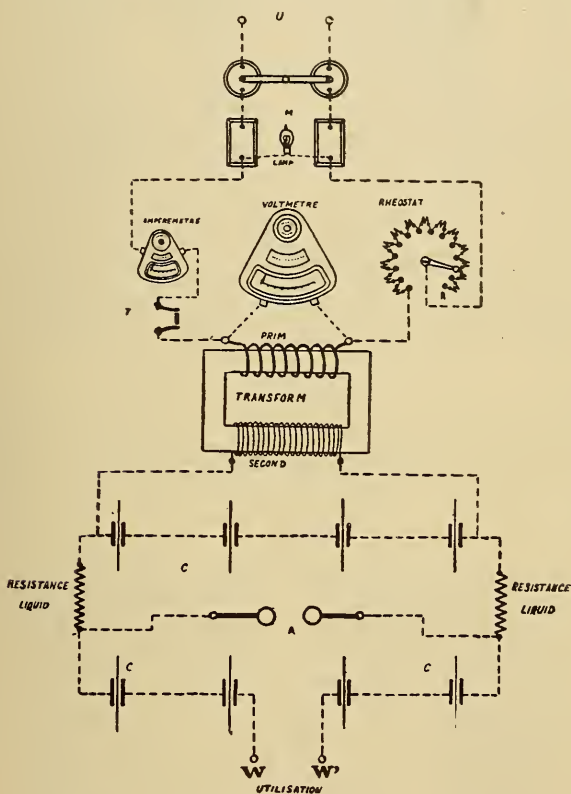 U
M
LAMP
AMPEREMETRE
VOLTMETRE
RHEOSTAT
R
T
PRIM
TRANSFORM
SECOND
C
RESISTANCE
LIQUID
RESISTANCE
LIQUID
A
C
C
W W'
UTILISATION